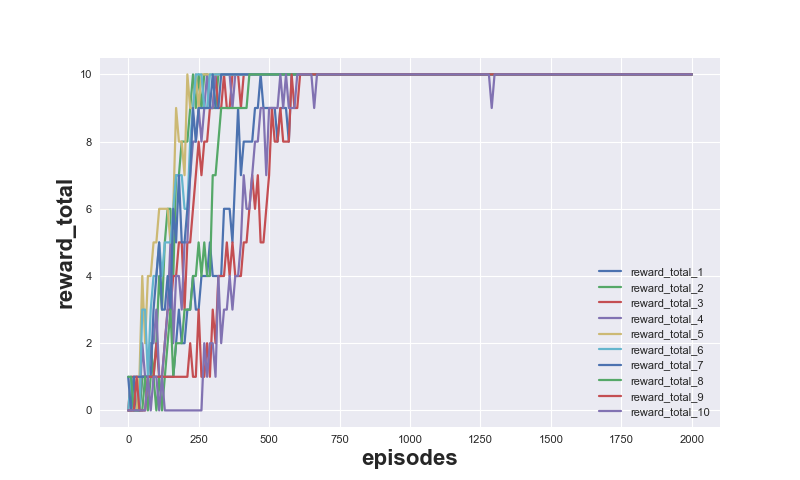 10
8
6
4
2
0
reward_total
reward_total_1
reward_total_2
reward_total_3
reward_total_4
reward_total_5
reward_total_6
reward_total_7
reward_total_8
reward_total_9
reward_total_10
0 250 500 750 1000 1250 1500 1750 2000
episodes